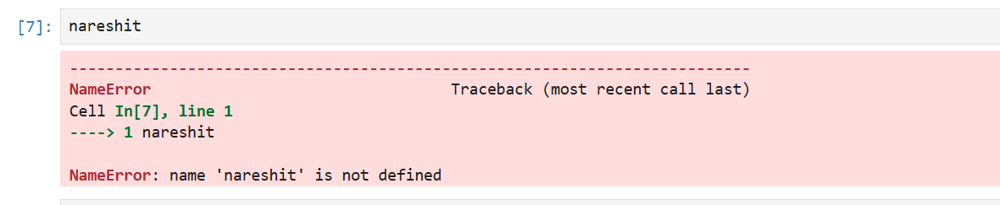 [7]: nareshit
---------------------------------------------------------------------------
NameError                                 Traceback (most recent call last)
Cell In[7], line 1
----> 1 nareshit

NameError: name 'nareshit' is not defined